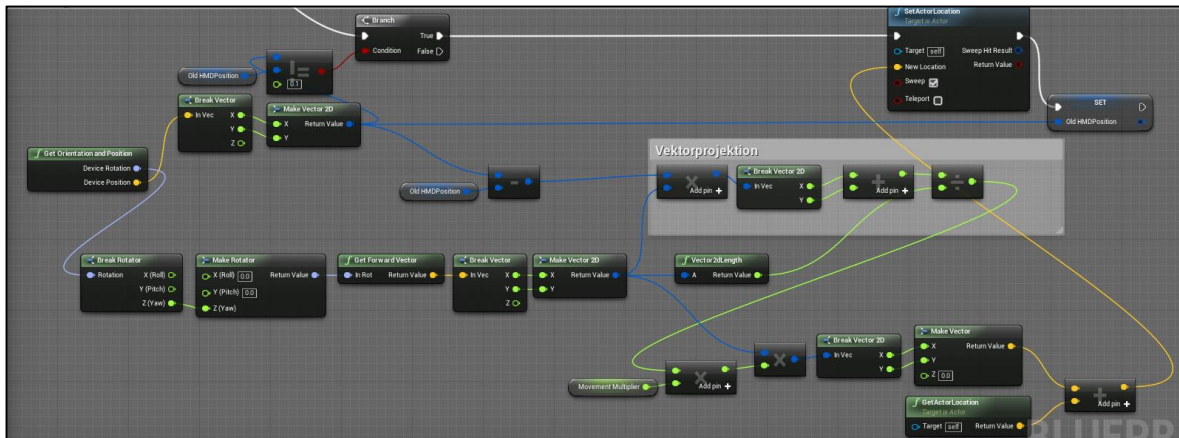 Branch
True
Condition
False
SetActorLocation
Target is Actor
Target self
Sweep Hit Result
New Location
Return Value
Sweep
Teleport
SET
Old HMDPosition
Old HMDPosition
!=
0.1
Break Vector
In Vec
X
Y
Z
Make Vector 2D
X
Return Value
Y
Get Orientation and Position
Device Rotation
Device Position
Old HMDPosition
-
Vektorprojektion
×
Add pin +
Break Vector 2D
In Vec
X
Y
+
Add pin +
÷
Break Rotator
Rotation
X (Roll)
Y (Pitch)
Z (Yaw)
Make Rotator
X (Roll) 0.0
Return Value
Y (Pitch) 0.0
Z (Yaw)
Get Forward Vector
In Rot
Return Value
Break Vector
In Vec
X
Y
Z
Make Vector 2D
X
Return Value
Y
Vector2dLength
A
Return Value
Movement Multiplier
×
Add pin +
×
Break Vector 2D
In Vec
X
Y
Make Vector
X
Return Value
Y
Z 0.0
GetActorLocation
Target is Actor
Target self
Return Value
+
Add pin +